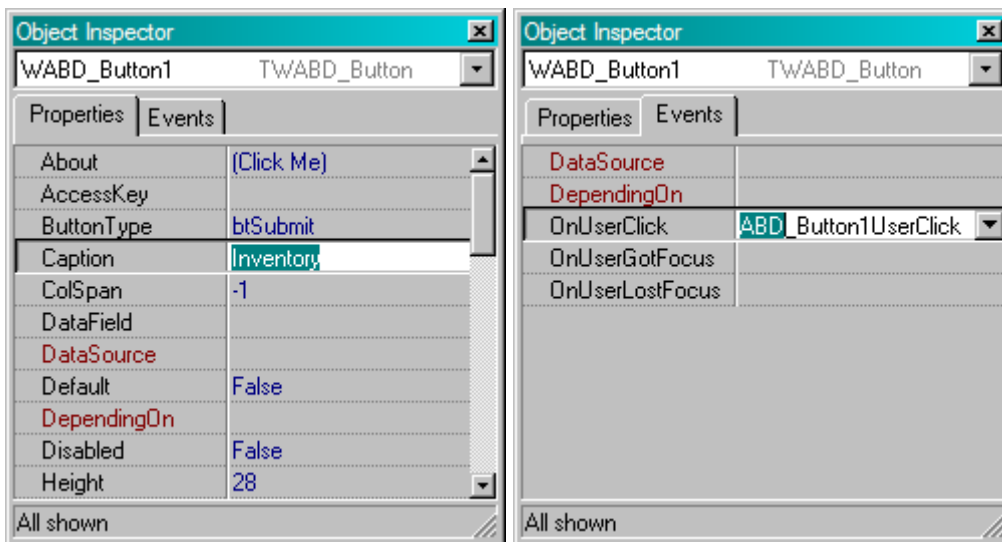 Object Inspector
WABD_Button1 TWABD_Button
Properties Events
About (Click Me)
AccessKey
ButtonType btSubmit
Caption Inventory
ColSpan -1
DataField
DataSource
Default False
DependingOn
Disabled False
Height 28
All shown
Object Inspector
WABD_Button1 TWABD_Button
Properties Events
DataSource
DependingOn
OnUserClick ABD_Button1UserClick
OnUserGotFocus
OnUserLostFocus
All shown